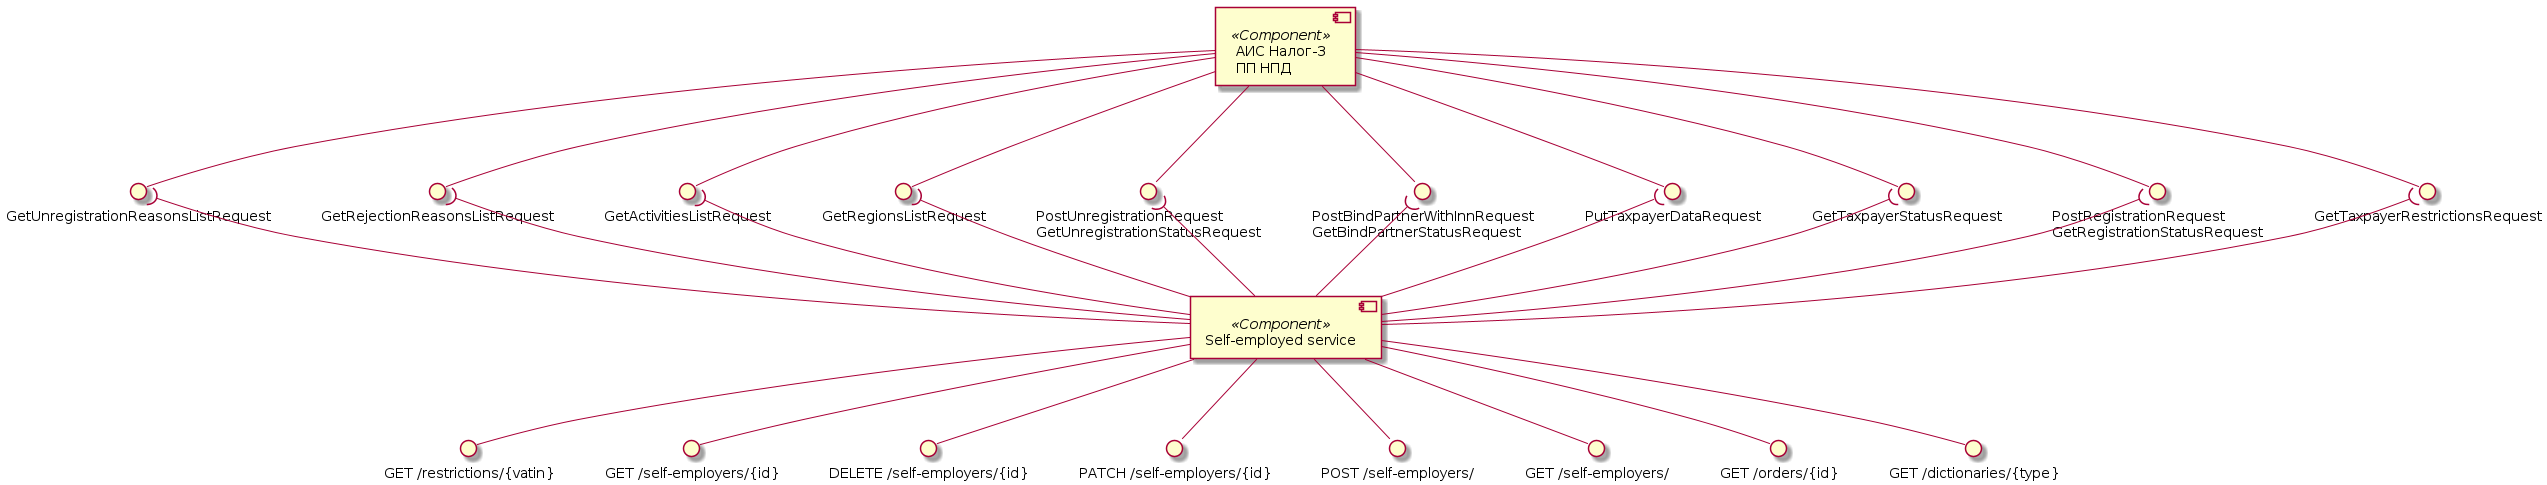 «Component»
АИС Налог-3
ПП НПД
GetUnregistrationReasonsListRequest
GetRejectionReasonsListRequest
GetActivitiesListRequest
GetRegionsListRequest
PostUnregistrationRequest
GetUnregistrationStatusRequest
PostBindPartnerWithInnRequest
GetBindPartnerStatusRequest
PutTaxpayerDataRequest
GetTaxpayerStatusRequest
PostRegistrationRequest
GetRegistrationStatusRequest
GetTaxpayerRestrictionsRequest
«Component»
Self-employed service
GET /restrictions/{vatin}
GET /self-employers/{id}
DELETE /self-employers/{id}
PATCH /self-employers/{id}
POST /self-employers/
GET /self-employers/
GET /orders/{id}
GET /dictionaries/{type}